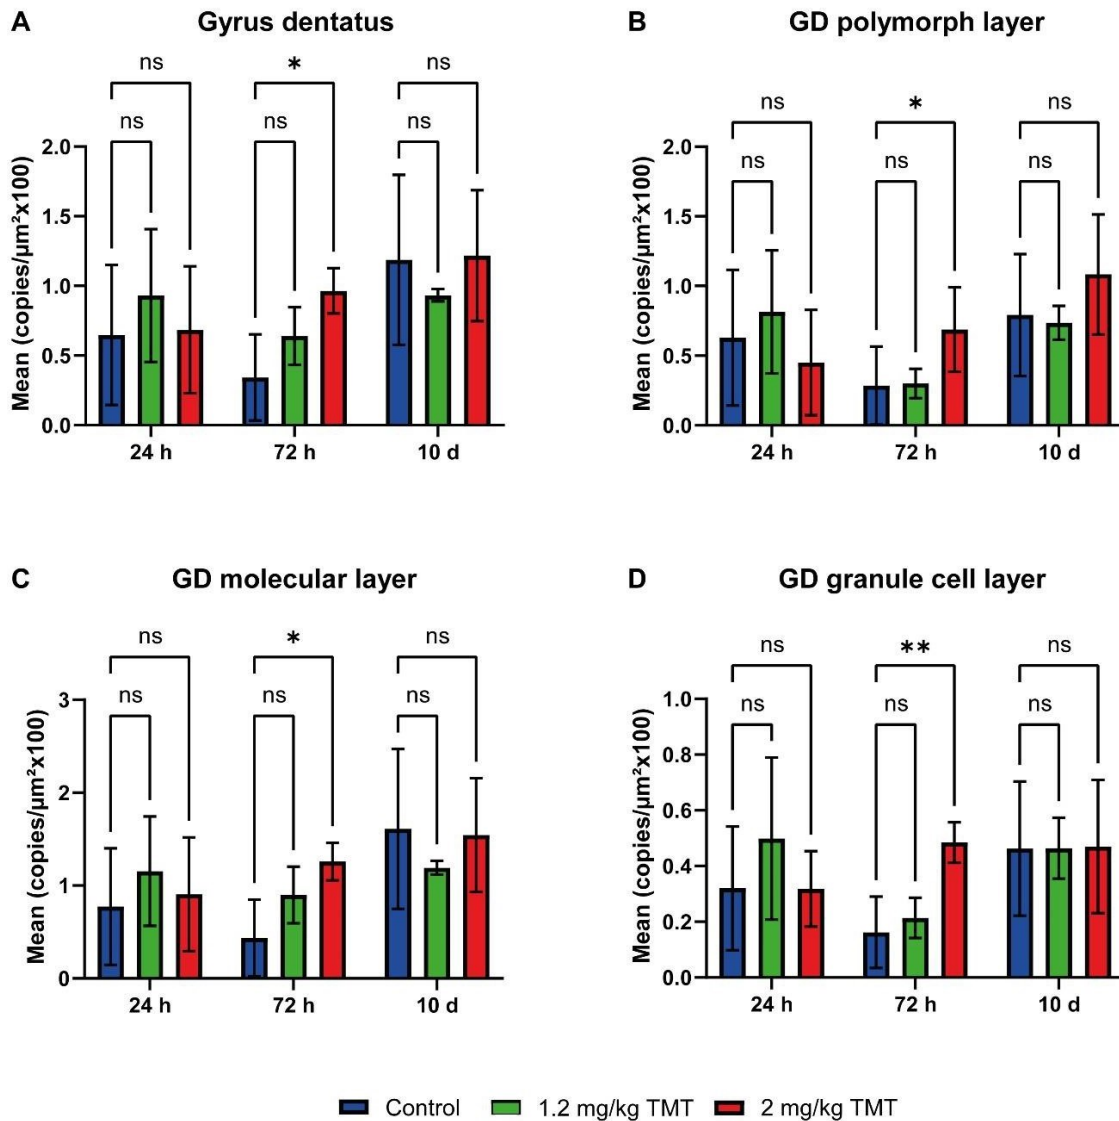 A Gyrus dentatus
ns * ns
ns ns ns
Mean (copies/µm²x100)
2.0
1.5
1.0
0.5
0.0
24 h 72 h 10 d
B GD polymorph layer
ns * ns
ns ns ns
Mean (copies/µm²x100)
2.0
1.5
1.0
0.5
0.0
24 h 72 h 10 d
C GD molecular layer
ns * ns
ns ns ns
Mean (copies/µm²x100)
3
2
1
0
24 h 72 h 10 d
D GD granule cell layer
ns ** ns
ns ns ns
Mean (copies/µm²x100)
1.0
0.8
0.6
0.4
0.2
0.0
24 h 72 h 10 d
Control 1.2 mg/kg TMT 2 mg/kg TMT